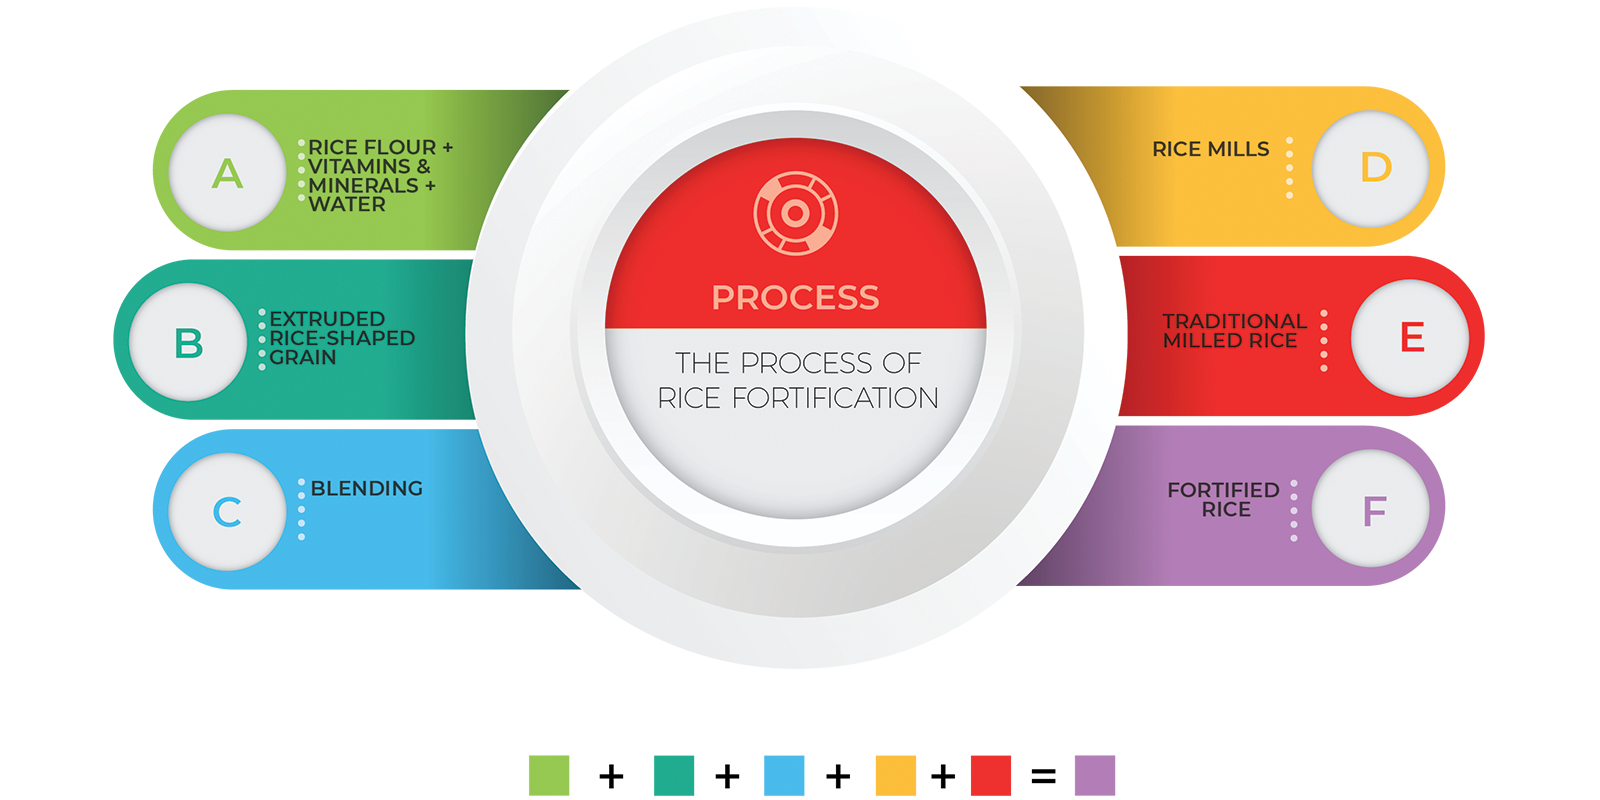 A
RICE FLOUR +
VITAMINS &
MINERALS +
WATER
B
EXTRUDED
RICE-SHAPED
GRAIN
C
BLENDING
PROCESS
THE PROCESS OF
RICE FORTIFICATION
RICE MILLS
D
TRADITIONAL
MILLED RICE
E
FORTIFIED
RICE
F
+ + + + =